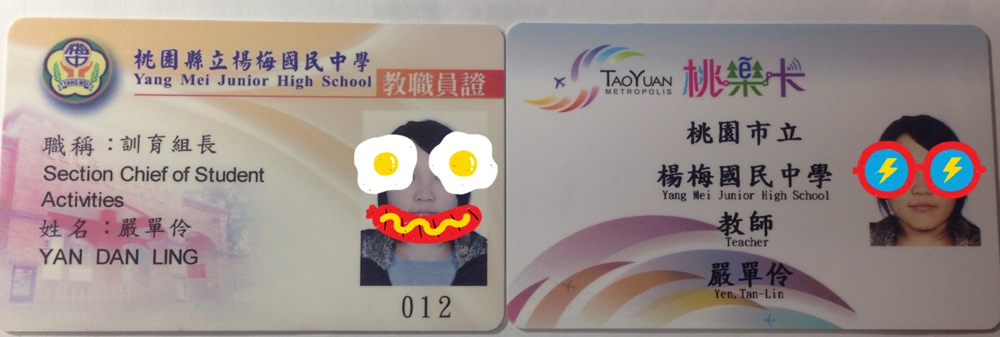 桃園縣立楊梅國民中學
Yang Mei Junior High School
教職員證
YANG MEI
職稱：訓育組長
Section Chief of Student
Activities
姓名：嚴單伶
YAN DAN LING
012
TAOYUAN
METROPOLIS
桃樂卡
桃園市立
楊梅國民中學
Yang Mei Junior High School
教師
Teacher
嚴單伶
Yen,Tan-Lin